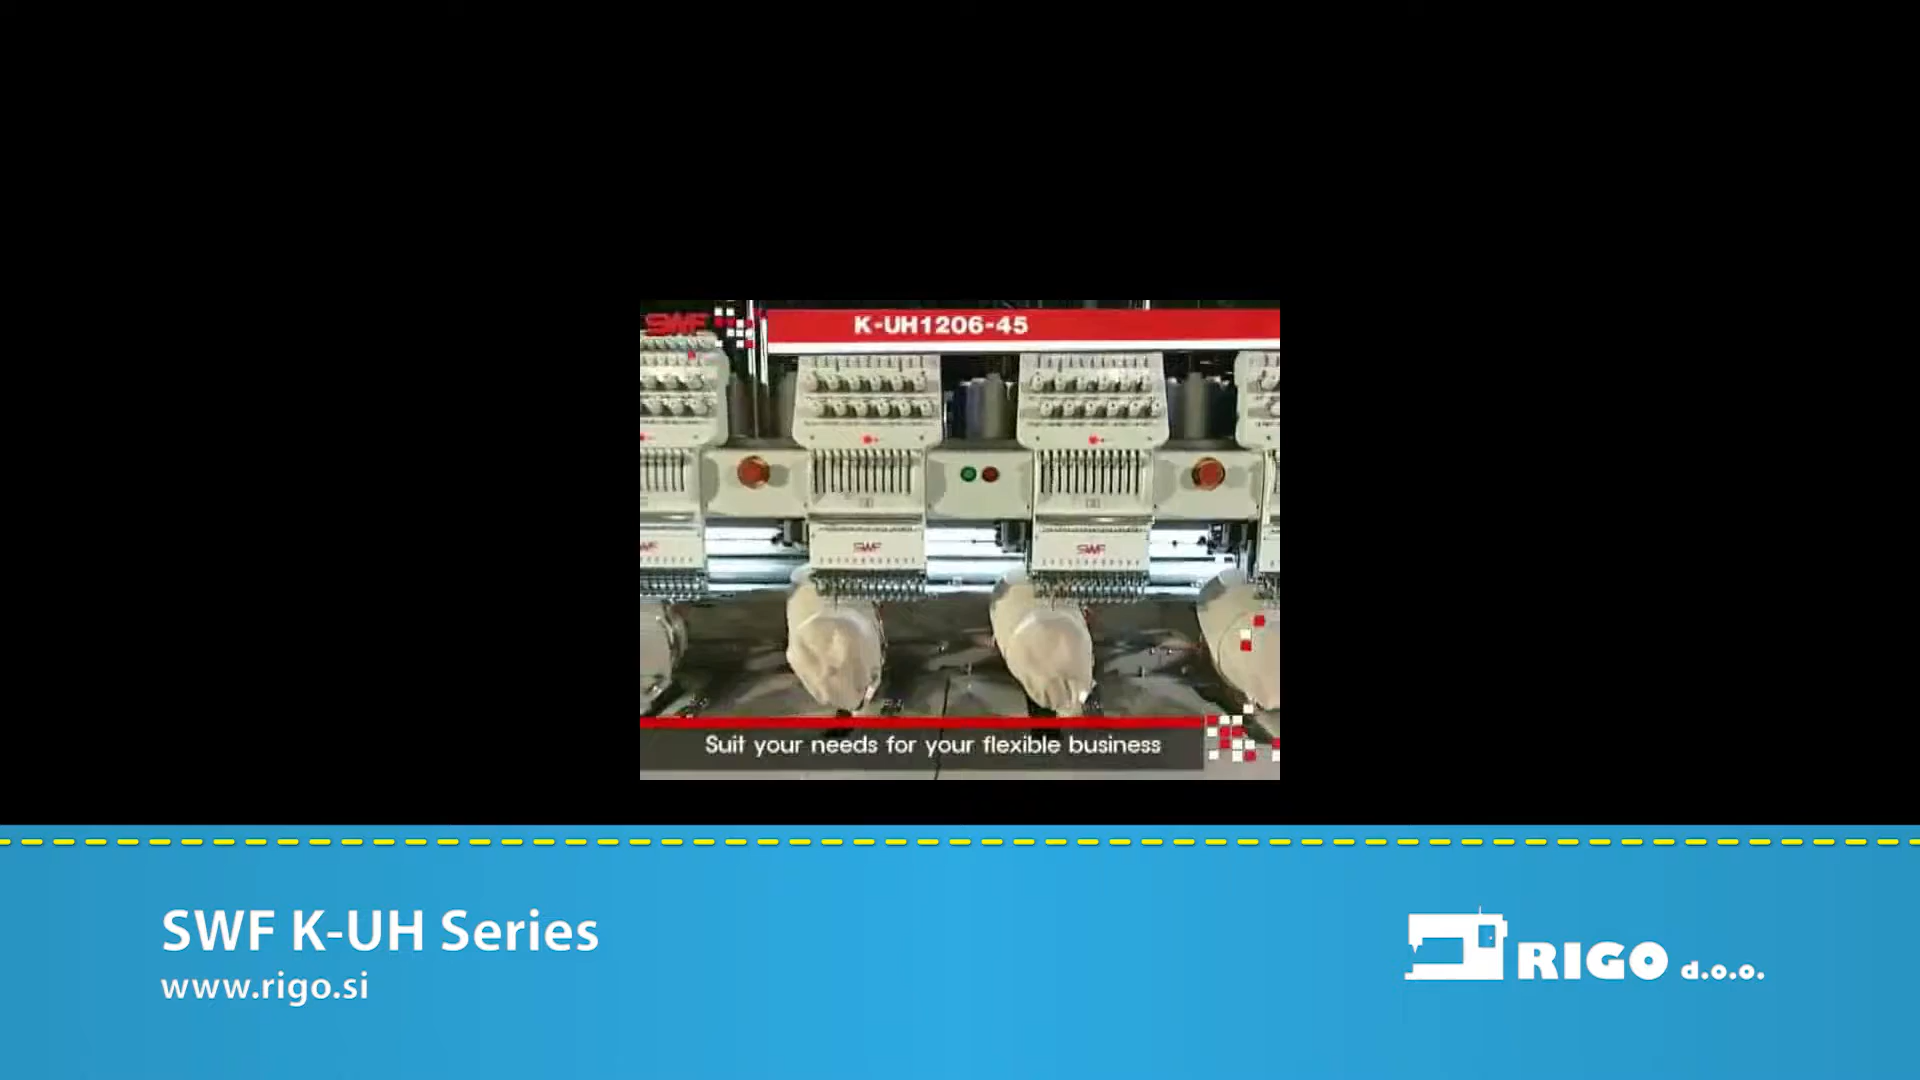 SWF
K-UH1206-45
SWF
SWF
Suit your needs for your flexible business
SWF K-UH Series
www.rigo.si
RIGO d.o.o.